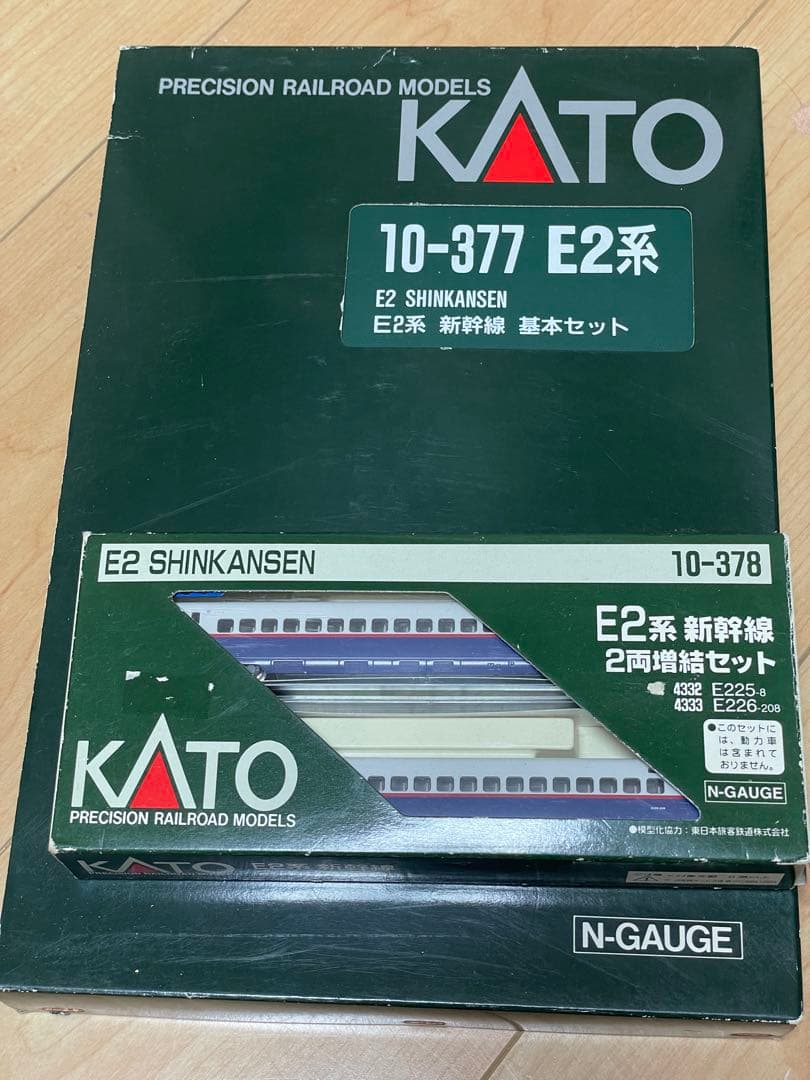 PRECISION RAILROAD MODELS
KATO
10-377 E2系
E2 SHINKANSEN
E2系 新幹線 基本セット
E2 SHINKANSEN
10-378
E2系 新幹線
2両増結セット
4332 E225-8
4333 E226-208
●このセットに
は、動力車
は含まれて
おりません。
N-GAUGE
KATO
PRECISION RAILROAD MODELS
●模型化協力:東日本旅客鉄道株式会社
KATO
N-GAUGE